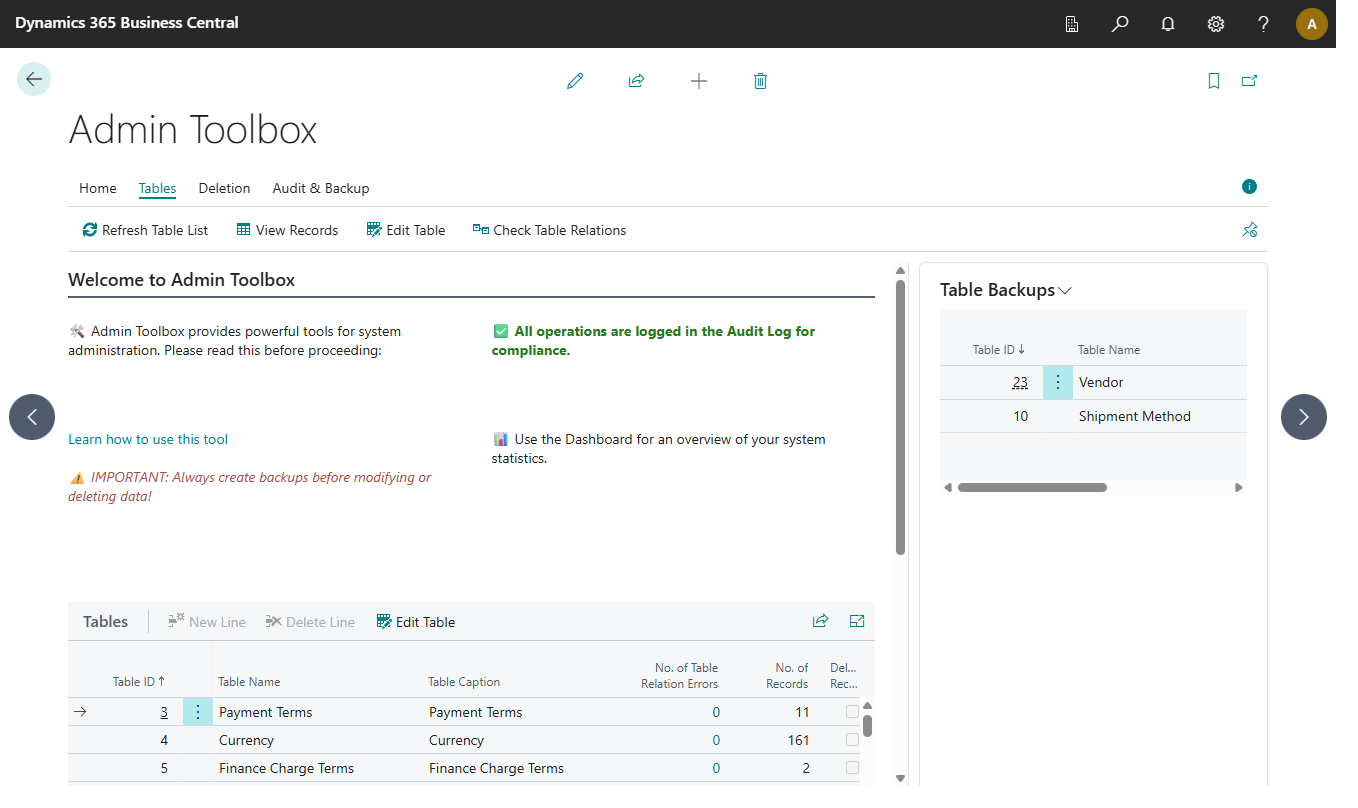 Dynamics 365 Business Central
A
Admin Toolbox
Home Tables Deletion Audit & Backup
Refresh Table List View Records Edit Table Check Table Relations
Welcome to Admin Toolbox
🛠️ Admin Toolbox provides powerful tools for system
administration. Please read this before proceeding:
✅ All operations are logged in the Audit Log for
compliance.
Learn how to use this tool
📊 Use the Dashboard for an overview of your system
statistics.
⚠️ IMPORTANT: Always create backups before modifying or
deleting data!
Tables New Line Delete Line Edit Table
Table ID ↑ Table Name Table Caption No. of Table Relation Errors No. of Records Del... Rec...
3 Payment Terms Payment Terms 0 11
4 Currency Currency 0 161
5 Finance Charge Terms Finance Charge Terms 0 2
Table Backups
Table ID ↓ Table Name
23 Vendor
10 Shipment Method